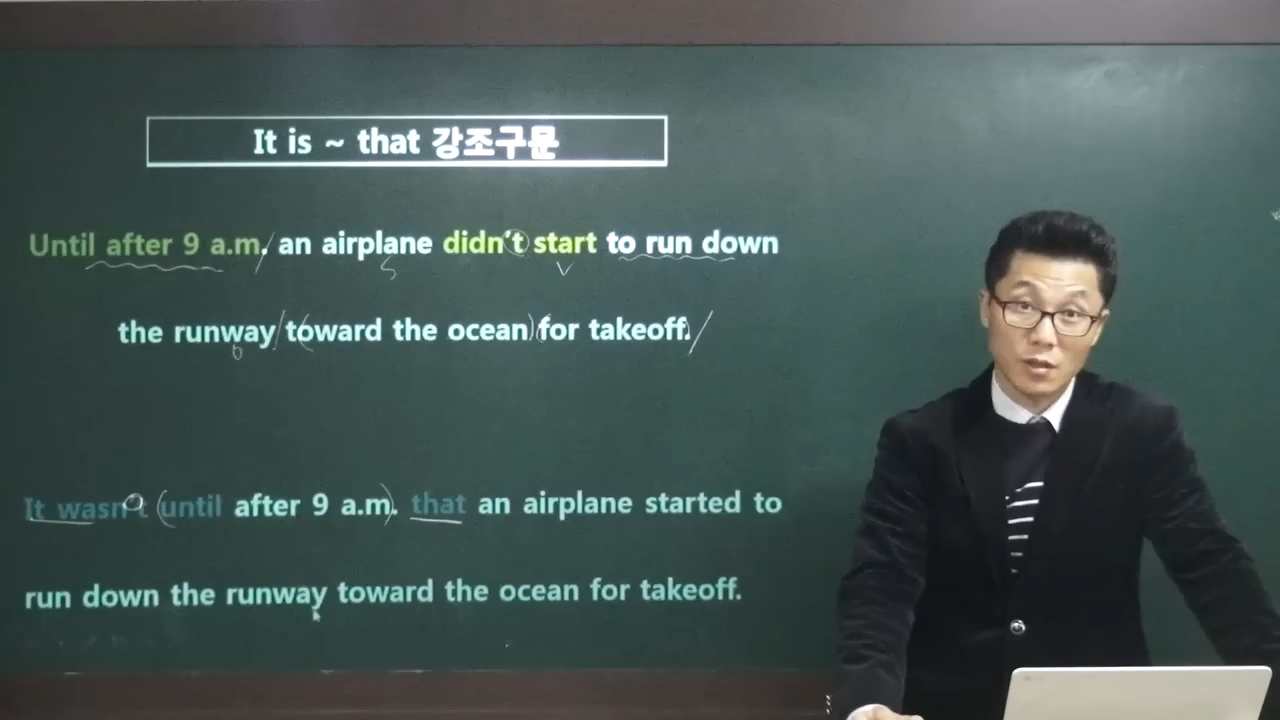 It is ~ that 강조구문
Until after 9 a.m. an airplane didn't start to run down
the runway toward the ocean for takeoff.
It wasn't until after 9 a.m. that an airplane started to
run down the runway toward the ocean for takeoff.